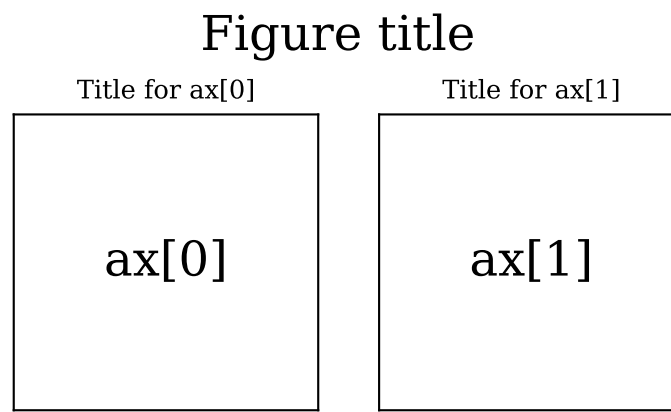 Figure title
Title for ax[0]
Title for ax[1]
ax[0]
ax[1]